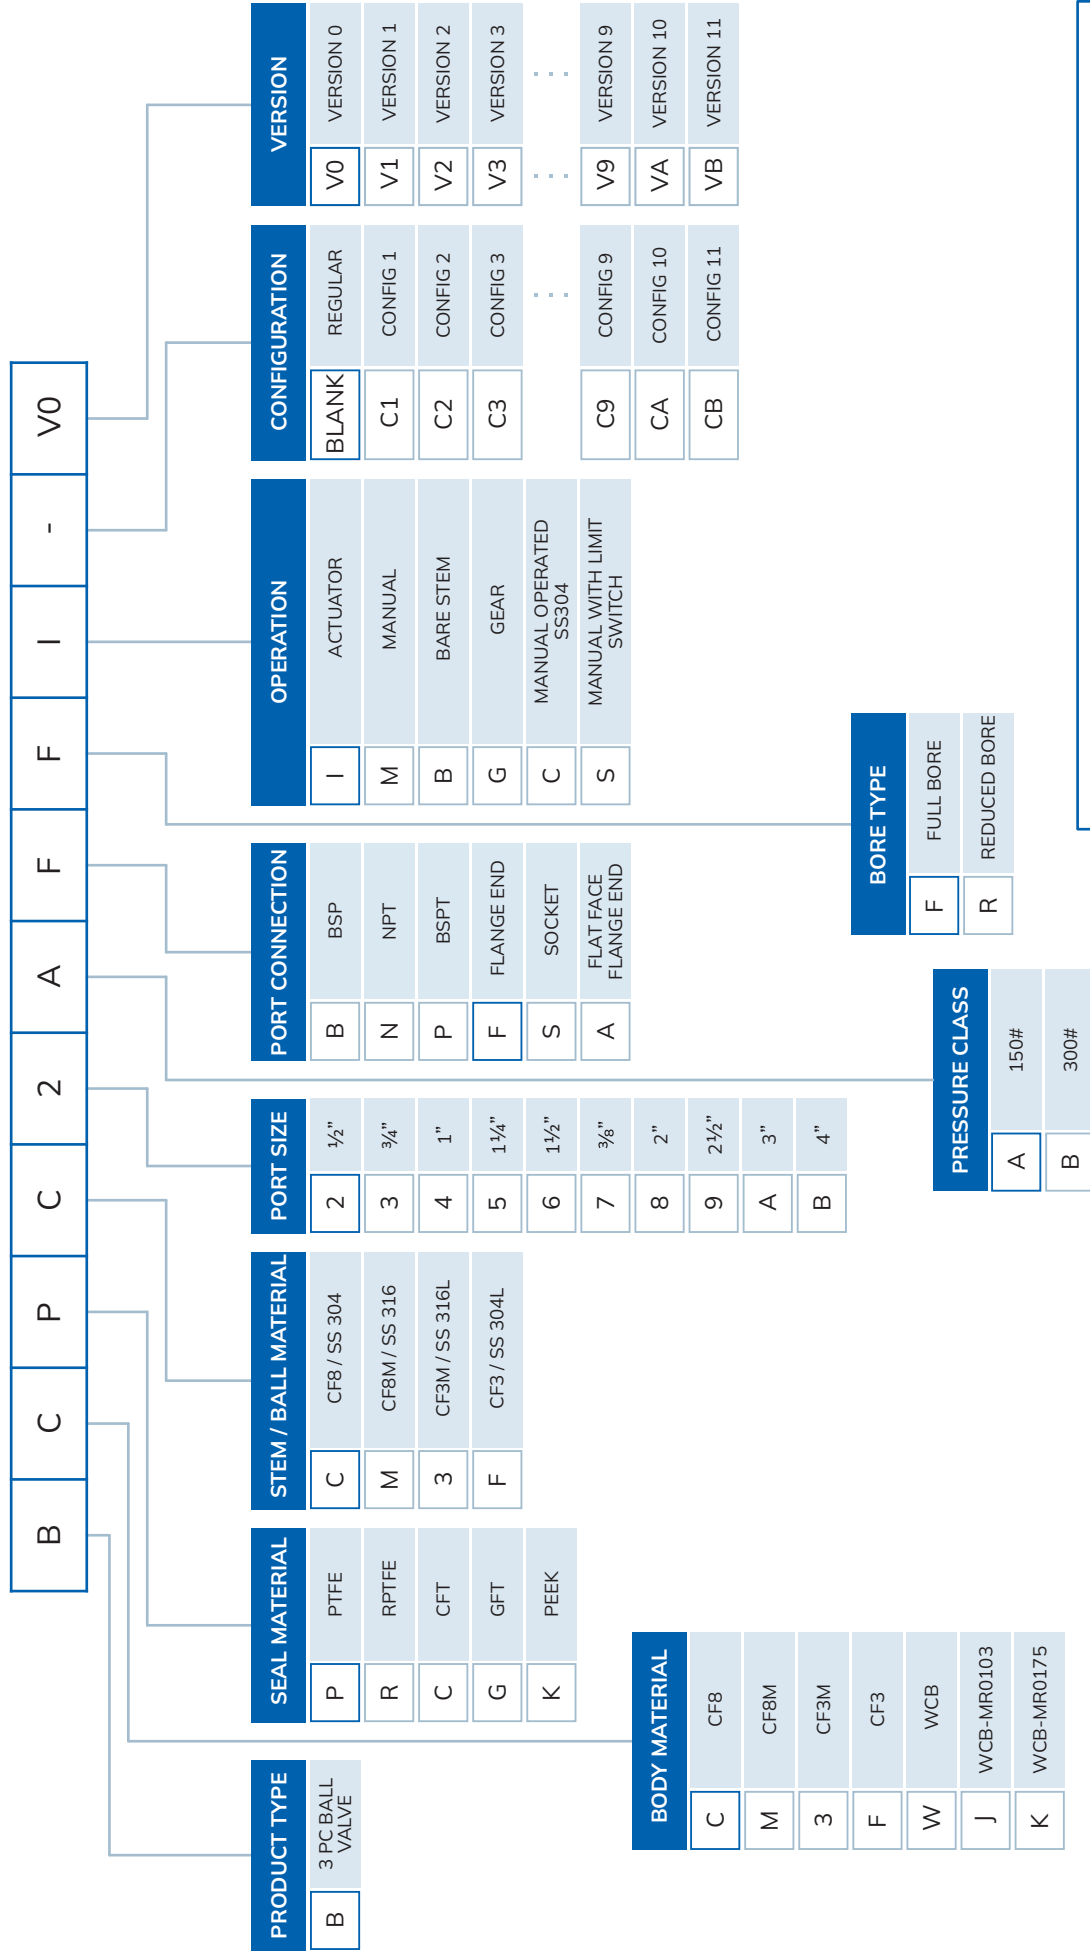 B C P C 2 A F F I - V0
PRODUCT TYPE
B 3 PC BALL
VALVE
SEAL MATERIAL
P PTFE
R RPTFE
C CFT
G GFT
K PEEK
STEM / BALL MATERIAL
C CF8 / SS 304
M CF8M / SS 316
3 CF3M / SS 316L
F CF3 / SS 304L
PORT SIZE
2 ½”
3 ¾”
4 1”
5 1¼”
6 1½”
7 ⅜”
8 2”
9 2½”
A 3”
B 4”
PORT CONNECTION
B BSP
N NPT
P BSPT
F FLANGE END
S SOCKET
A FLAT FACE
FLANGE END
OPERATION
I ACTUATOR
M MANUAL
B BARE STEM
G GEAR
C MANUAL OPERATED
SS304
S MANUAL WITH LIMIT
SWITCH
CONFIGURATION
BLANK REGULAR
C1 CONFIG 1
C2 CONFIG 2
C3 CONFIG 3
...
C9 CONFIG 9
CA CONFIG 10
CB CONFIG 11
VERSION
V0 VERSION 0
V1 VERSION 1
V2 VERSION 2
V3 VERSION 3
... ...
V9 VERSION 9
VA VERSION 10
VB VERSION 11
BODY MATERIAL
C CF8
M CF8M
3 CF3M
F CF3
W WCB
J WCB-MR0103
K WCB-MR0175
PRESSURE CLASS
A 150#
B 300#
BORE TYPE
F FULL BORE
R REDUCED BORE